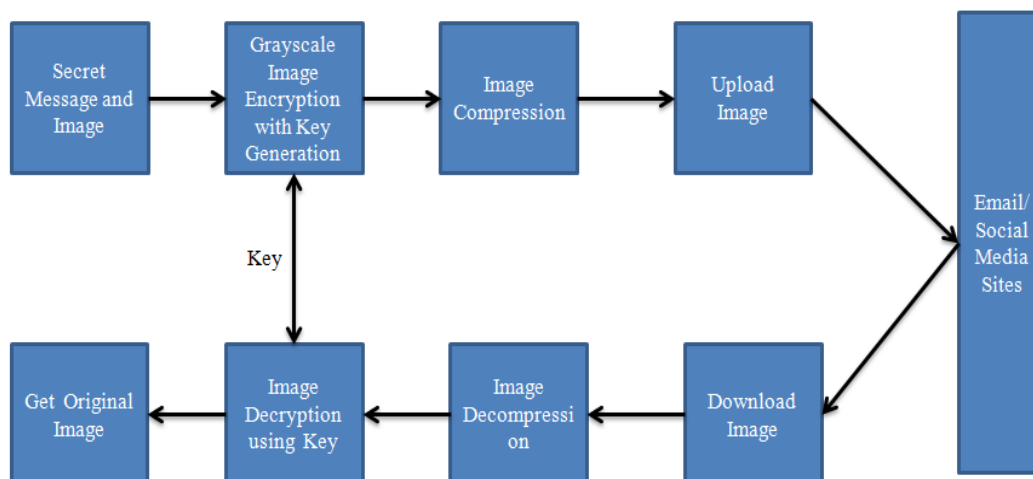 Secret
Message and
Image
Grayscale
Image
Encryption
with Key
Generation
Image
Compression
Upload
Image
Email/
Social
Media
Sites
Key
Get Original
Image
Image
Decryption
using Key
Image
Decompressi
on
Download
Image